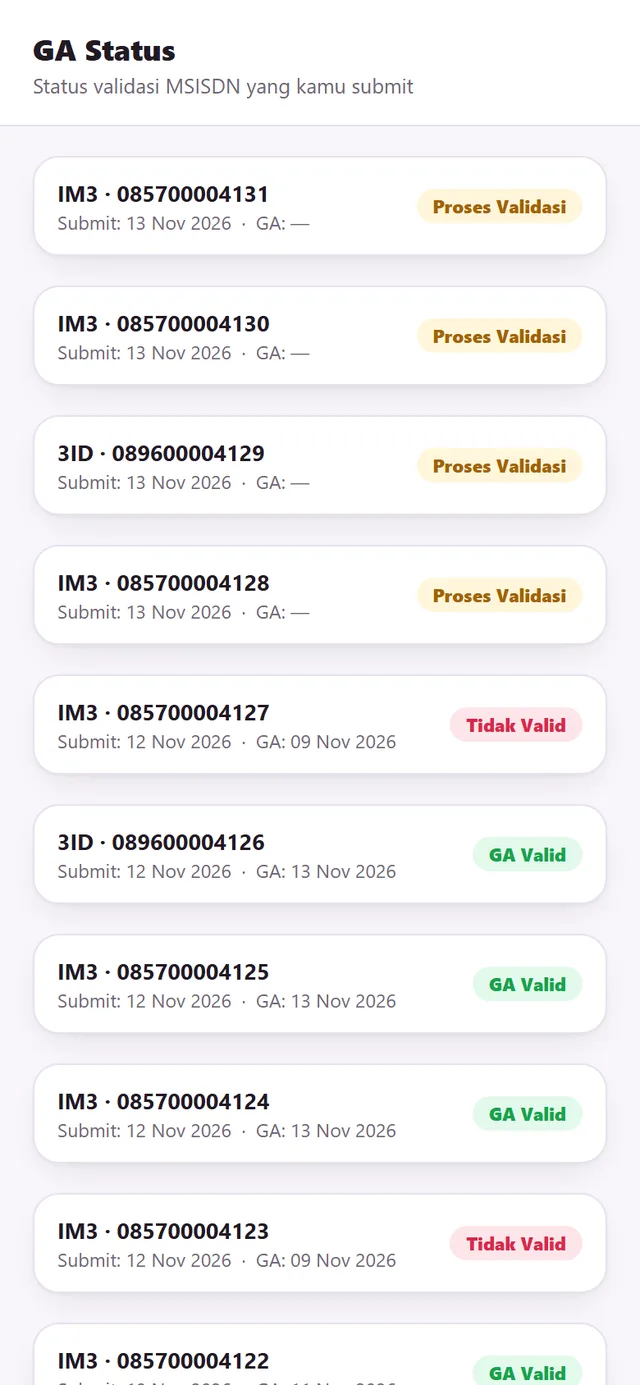 GA Status
Status validasi MSISDN yang kamu submit
IM3 · 085700004131
Proses Validasi
Submit: 13 Nov 2026 · GA: —
IM3 · 085700004130
Proses Validasi
Submit: 13 Nov 2026 · GA: —
3ID · 089600004129
Proses Validasi
Submit: 13 Nov 2026 · GA: —
IM3 · 085700004128
Proses Validasi
Submit: 13 Nov 2026 · GA: —
IM3 · 085700004127
Tidak Valid
Submit: 12 Nov 2026 · GA: 09 Nov 2026
3ID · 089600004126
GA Valid
Submit: 12 Nov 2026 · GA: 13 Nov 2026
IM3 · 085700004125
GA Valid
Submit: 12 Nov 2026 · GA: 13 Nov 2026
IM3 · 085700004124
GA Valid
Submit: 12 Nov 2026 · GA: 13 Nov 2026
IM3 · 085700004123
Tidak Valid
Submit: 12 Nov 2026 · GA: 09 Nov 2026
IM3 · 085700004122
GA Valid